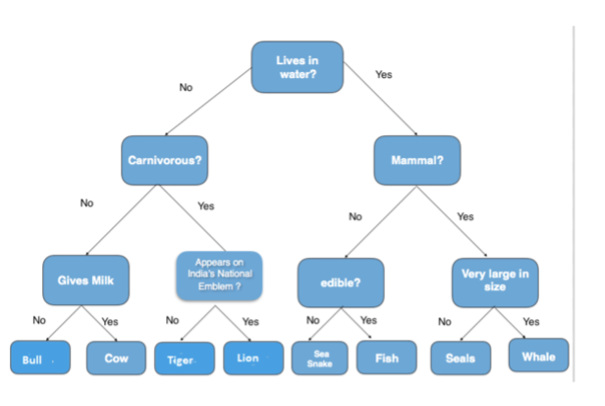 Lives in
water?
No
Yes
Carnivorous?
Mammal?
No
Yes
No
Yes
Gives Milk
Appears on
India's National
Emblem ?
edible?
Very large in
size
No
Yes
No
Yes
No
Yes
No
Yes
Bull
Cow
Tiger
Lion
Sea
Snake
Fish
Seals
Whale